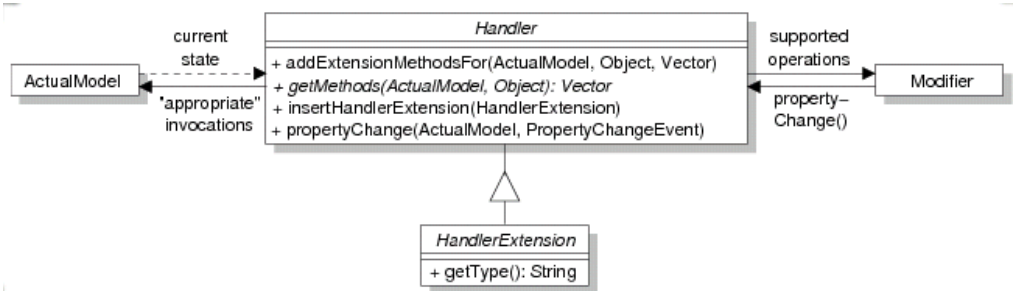 Handler
current
state
supported
operations
+ addExtensionMethodsFor(ActualModel, Object, Vector)
ActualModel
+ getMethods(ActualModel, Object): Vector
Modifier
"appropriate"
invocations
+ insertHandlerExtension(HandlerExtension)
property–
Change()
+ propertyChange(ActualModel, PropertyChangeEvent)
HandlerExtension
+ getType(): String